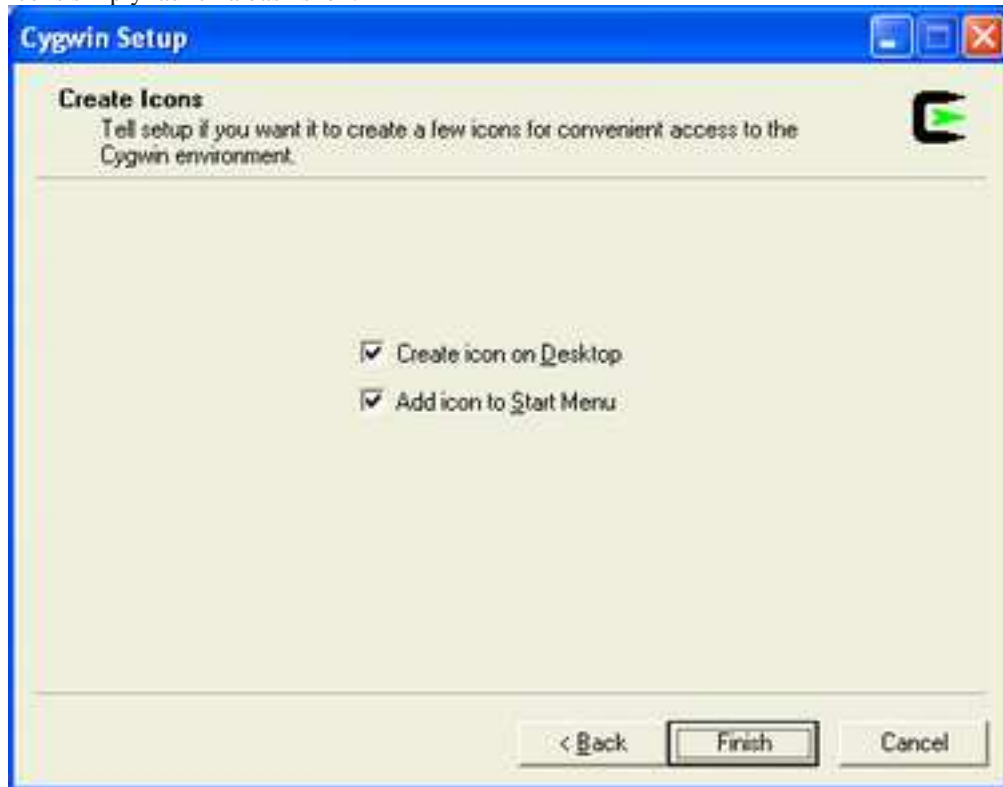 Cygwin Setup
Create Icons
Tell setup if you want it to create a few icons for convenient access to the
Cygwin environment.
Create icon on Desktop
Add icon to Start Menu
< Back Finish Cancel